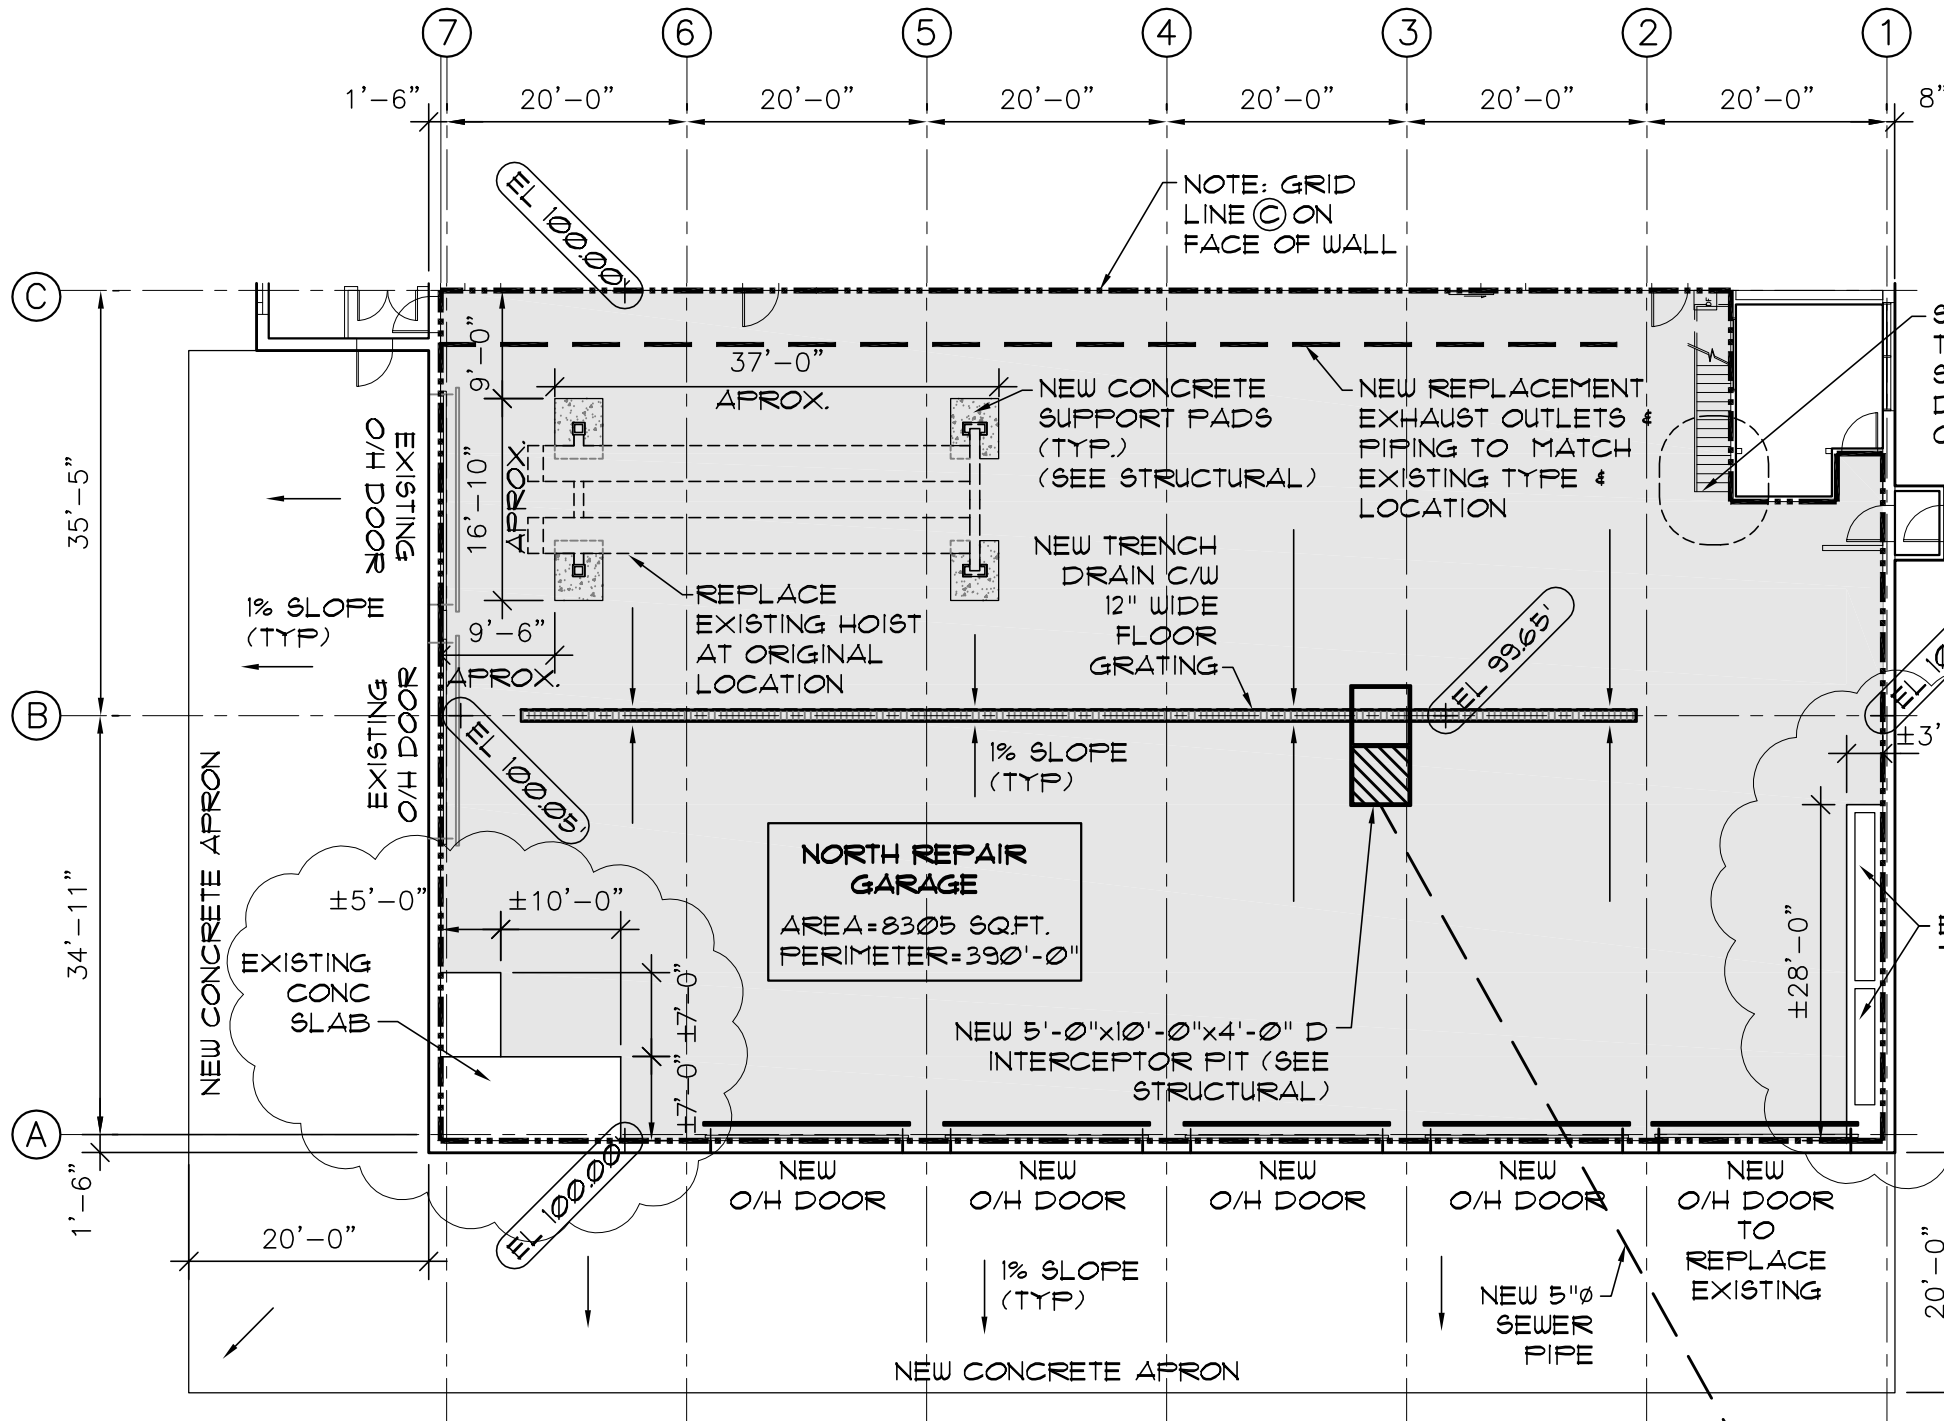 7
6
5
4
3
2
1
1'-6"
20'-0"
20'-0"
20'-0"
20'-0"
20'-0"
20'-0"
8"
EL 100.00'
NOTE: GRID
LINE C ON
FACE OF WALL
C
B
A
35'-5"
34'-11"
1'-6"
9'-0"
37'-0"
APROX.
16'-10"
APROX.
9'-6"
APROX.
NEW CONCRETE
SUPPORT PADS
(TYP.)
(SEE STRUCTURAL)
NEW REPLACEMENT
EXHAUST OUTLETS &
PIPING TO MATCH
EXISTING TYPE &
LOCATION
DF
EXISTING
O/H DOOR
1% SLOPE
(TYP)
EXISTING
O/H DOOR
REPLACE
EXISTING HOIST
AT ORIGINAL
LOCATION
NEW TRENCH
DRAIN C/W
12" WIDE
FLOOR
GRATING
EL 99.65'
EL 100.05'
1% SLOPE
(TYP)
±3'
NEW CONCRETE APRON
NORTH REPAIR
GARAGE
AREA=8305 SQ.FT.
PERIMETER=390'-0"
±5'-0"
±10'-0"
±7'-0"
±7'-0"
±28'-0"
EXISTING
CONC
SLAB
NEW 5'-0"x10'-0"x4'-0" D
INTERCEPTOR PIT (SEE
STRUCTURAL)
EL 100.00'
20'-0"
NEW
O/H DOOR
NEW
O/H DOOR
NEW
O/H DOOR
NEW
O/H DOOR
NEW
O/H DOOR
TO
REPLACE
EXISTING
1% SLOPE
(TYP)
NEW 5"ø
SEWER
PIPE
20'-0"
NEW CONCRETE APRON